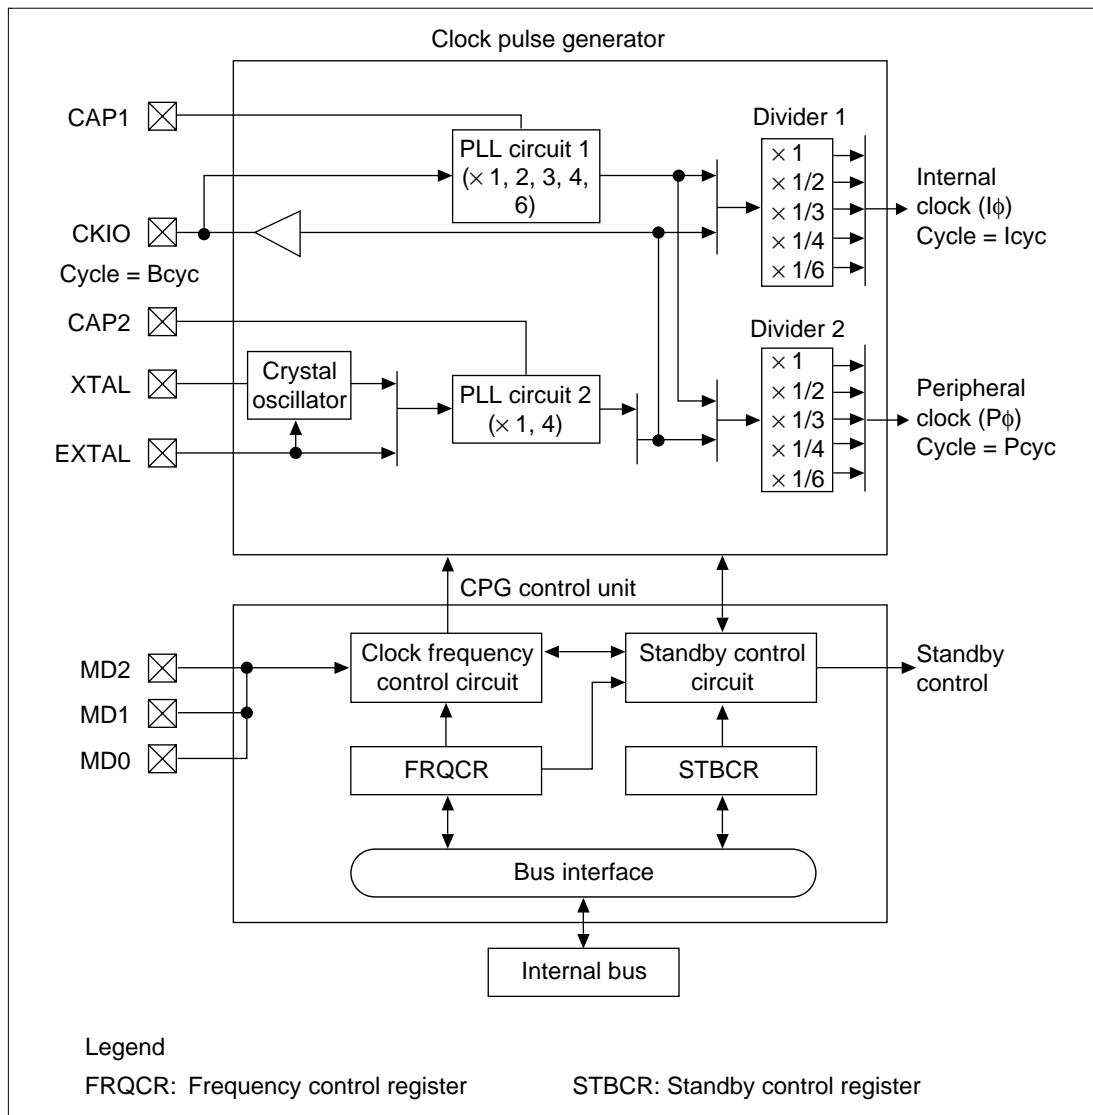 Clock pulse generator
CAP1
PLL circuit 1
(× 1, 2, 3, 4,
6)
Divider 1
× 1
× 1/2
× 1/3
× 1/4
× 1/6
Internal
clock (Iϕ)
Cycle = Icyc
CKIO
Cycle = Bcyc
CAP2
XTAL
Crystal
oscillator
EXTAL
PLL circuit 2
(× 1, 4)
Divider 2
× 1
× 1/2
× 1/3
× 1/4
× 1/6
Peripheral
clock (Pϕ)
Cycle = Pcyc
CPG control unit
MD2
MD1
MD0
Clock frequency
control circuit
Standby control
circuit
Standby
control
FRQCR
STBCR
Bus interface
Internal bus
Legend
FRQCR: Frequency control register
STBCR: Standby control register